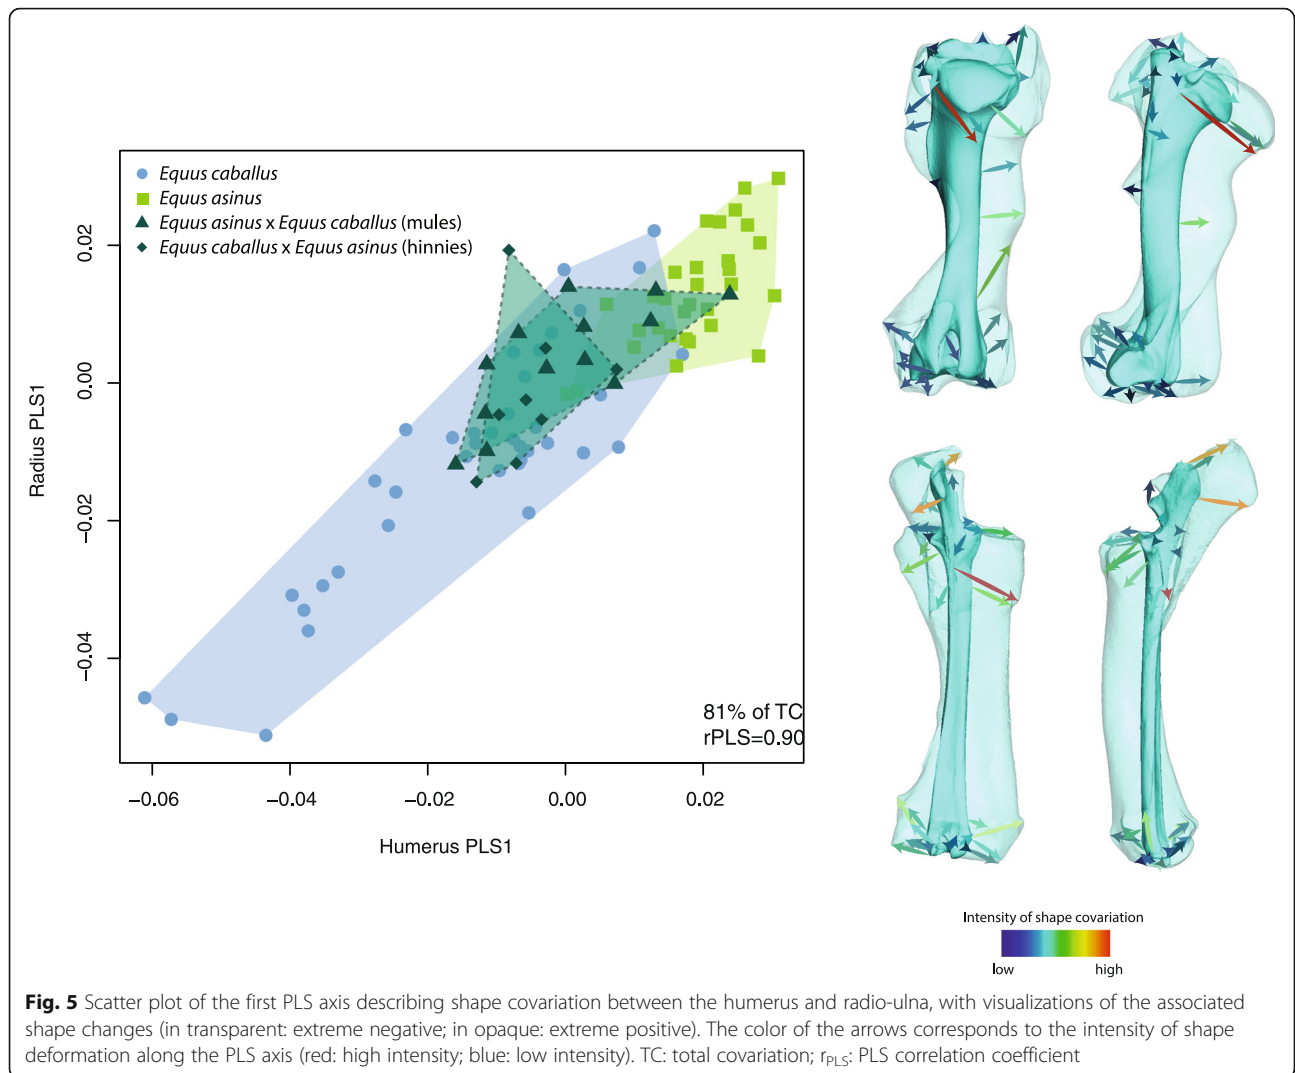 Equus caballus
Equus asinus
Equus asinus x Equus caballus (mules)
Equus caballus x Equus asinus (hinnies)
0.02
0.00
−0.02
−0.04
Radius PLS1
81% of TC
rPLS=0.90
−0.06
−0.04
−0.02
0.00
0.02
Humerus PLS1
Intensity of shape covariation
low
high
Fig. 5 Scatter plot of the first PLS axis describing shape covariation between the humerus and radio-ulna, with visualizations of the associated
shape changes (in transparent: extreme negative; in opaque: extreme positive). The color of the arrows corresponds to the intensity of shape
deformation along the PLS axis (red: high intensity; blue: low intensity). TC: total covariation; rPLS: PLS correlation coefficient